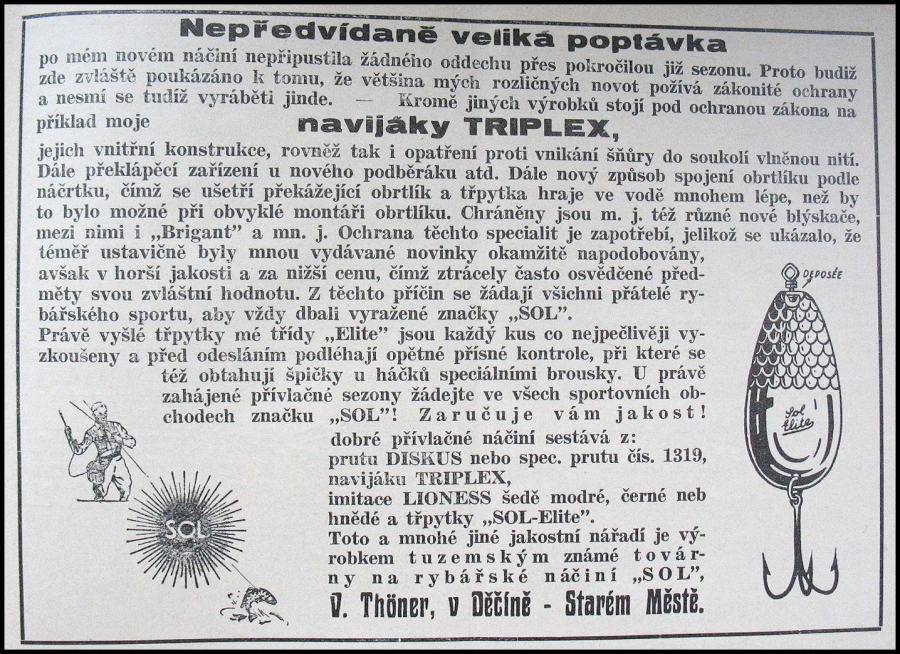 Nepředvídaně veliká poptávka
po mém novém náčiní nepřipustila žádného oddechu přes pokročilou již sezonu. Proto budiž
zde zvláště poukázáno k tomu, že většina mých rozličných novot požívá zákonité ochrany
a nesmí se tudíž vyráběti jinde. — Kromě jiných výrobků stojí pod ochranou zákona na
příklad moje navijáky TRIPLEX,
jejich vnitřní konstrukce, rovněž tak i opatření proti vnikání šňůry do soukolí vlněnou nití.
Dále překlápěcí zařízení u nového podběráku atd. Dále nový způsob spojení obrtlíku podle
náčrtku, čímž se ušetří překážející obrtlík a třpytka hraje ve vodě mnohem lépe, než by
to bylo možné při obvyklé montáři obrtlíku. Chráněny jsou m. j. též různé nové blýskače,
mezi nimi i „Brigant" a mn. j. Ochrana těchto specialit je zapotřebí, jelikož se ukázalo, že
téměř ustavičně byly mnou vydávané novinky okamžitě napodobovány,
avšak v horší jakosti a za nižší cenu, čímž ztrácely často osvědčené před-
měty svou zvláštní hodnotu. Z těchto příčin se žádají všichni přátelé ry-
bářského sportu, aby vždy dbali vyražené značky „SOL".
Právě vyšlé třpytky mé třídy „Elite" jsou každý kus co nejpečlivěji vy-
zkoušeny a před odesláním podléhají opětné přísné kontrole, při které se
též obtahují špičky u háčků speciálními brousky. U právě
zahájené přívlačné sezony žádejte ve všech sportovních ob-
chodech značku „SOL"! Zaručuje vám jakost!
dobré přívlačné náčiní sestává z:
prutu DISKUS nebo spec. prutu čís. 1319,
navijáku TRIPLEX,
imitace LIONESS šedě modré, černé neb
hnědé a třpytky „SOL-Elite".
Toto a mnohé jiné jakostní nářadí je vý-
robkem tuzemským známé továr-
ny na rybářské náčiní „SOL",
V. Thöner, v Děčíně - Starém Městě.
SOL
DEPOSÉE
Sol
Elite